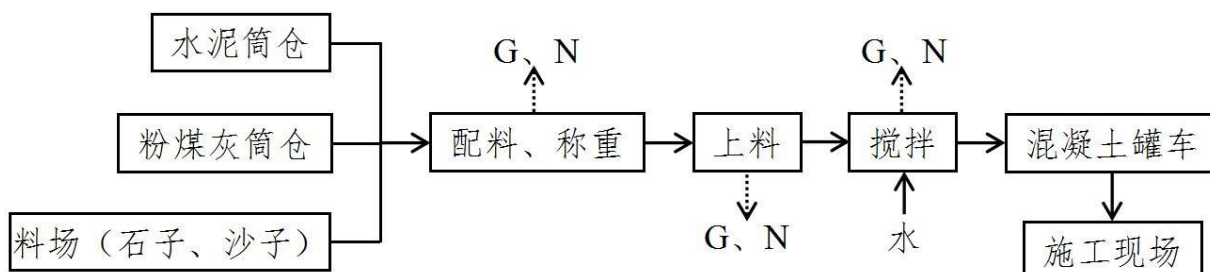 水泥筒仓
G、N
G、N
粉煤灰筒仓
配料、称重
上料
搅拌
混凝土罐车
料场（石子、沙子）
G、N
水
施工现场